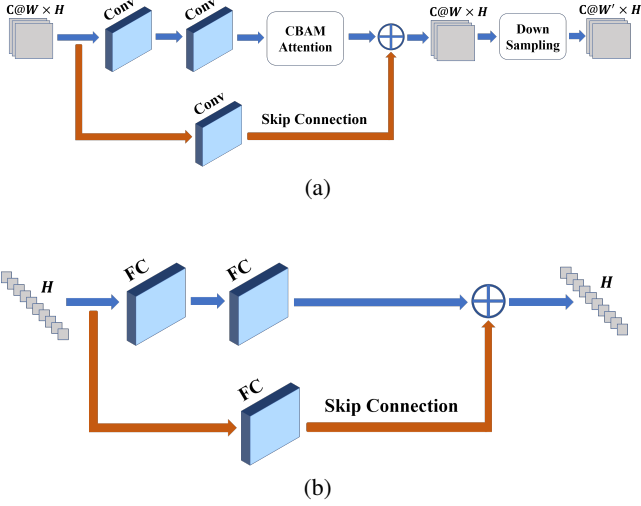 C@W × H
Conv
Conv
CBAM
Attention
C@W × H
Down
Sampling
C@W′ × H
Conv
Skip Connection
(a)
H
FC
FC
H
FC
Skip Connection
(b)